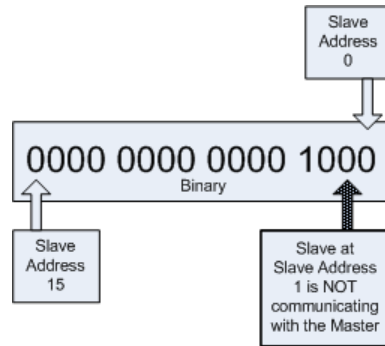 Slave
Address
0
0000 0000 0000 1000
Binary
Slave
Address
15
Slave at
Slave Address
1 is NOT
communicating
with the Master